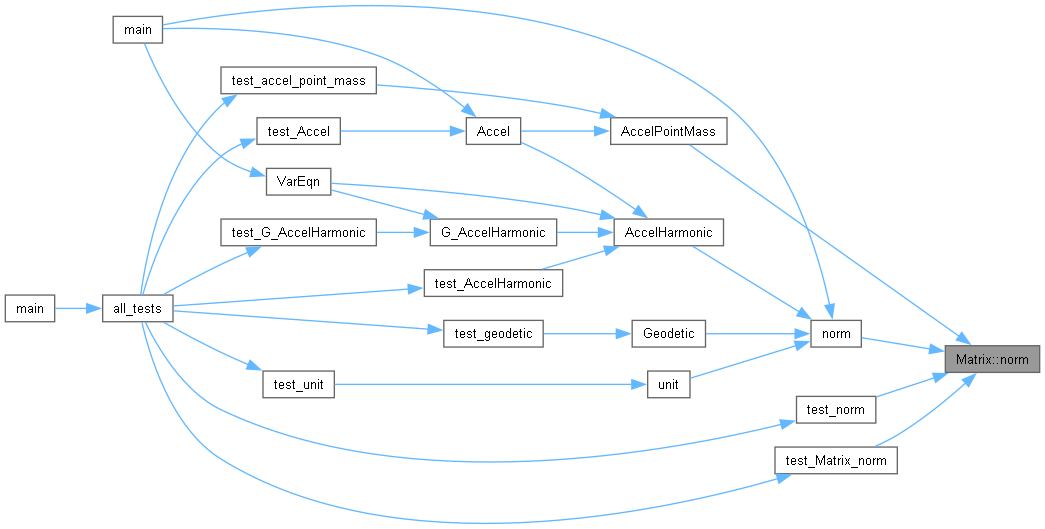 main
test_accel_point_mass
test_Accel
Accel
AccelPointMass
VarEqn
test_G_AccelHarmonic
G_AccelHarmonic
AccelHarmonic
test_AccelHarmonic
main
all_tests
test_geodetic
Geodetic
norm
Matrix::norm
test_unit
unit
test_norm
test_Matrix_norm